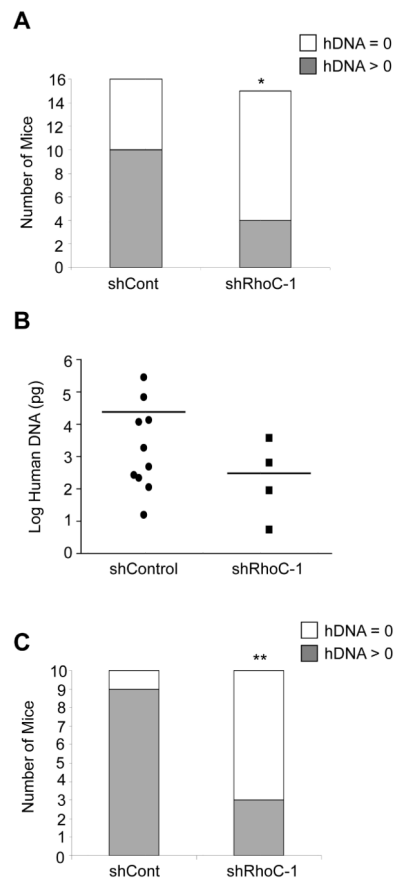 A
hDNA = 0
hDNA > 0
*
16
14
12
10
8
6
4
2
0
Number of Mice
shCont shRhoC-1
B
6
5
4
3
2
1
0
Log Human DNA (pg)
shControl shRhoC-1
C
hDNA = 0
hDNA > 0
**
10
9
8
7
6
5
4
3
2
1
0
Number of Mice
shCont shRhoC-1